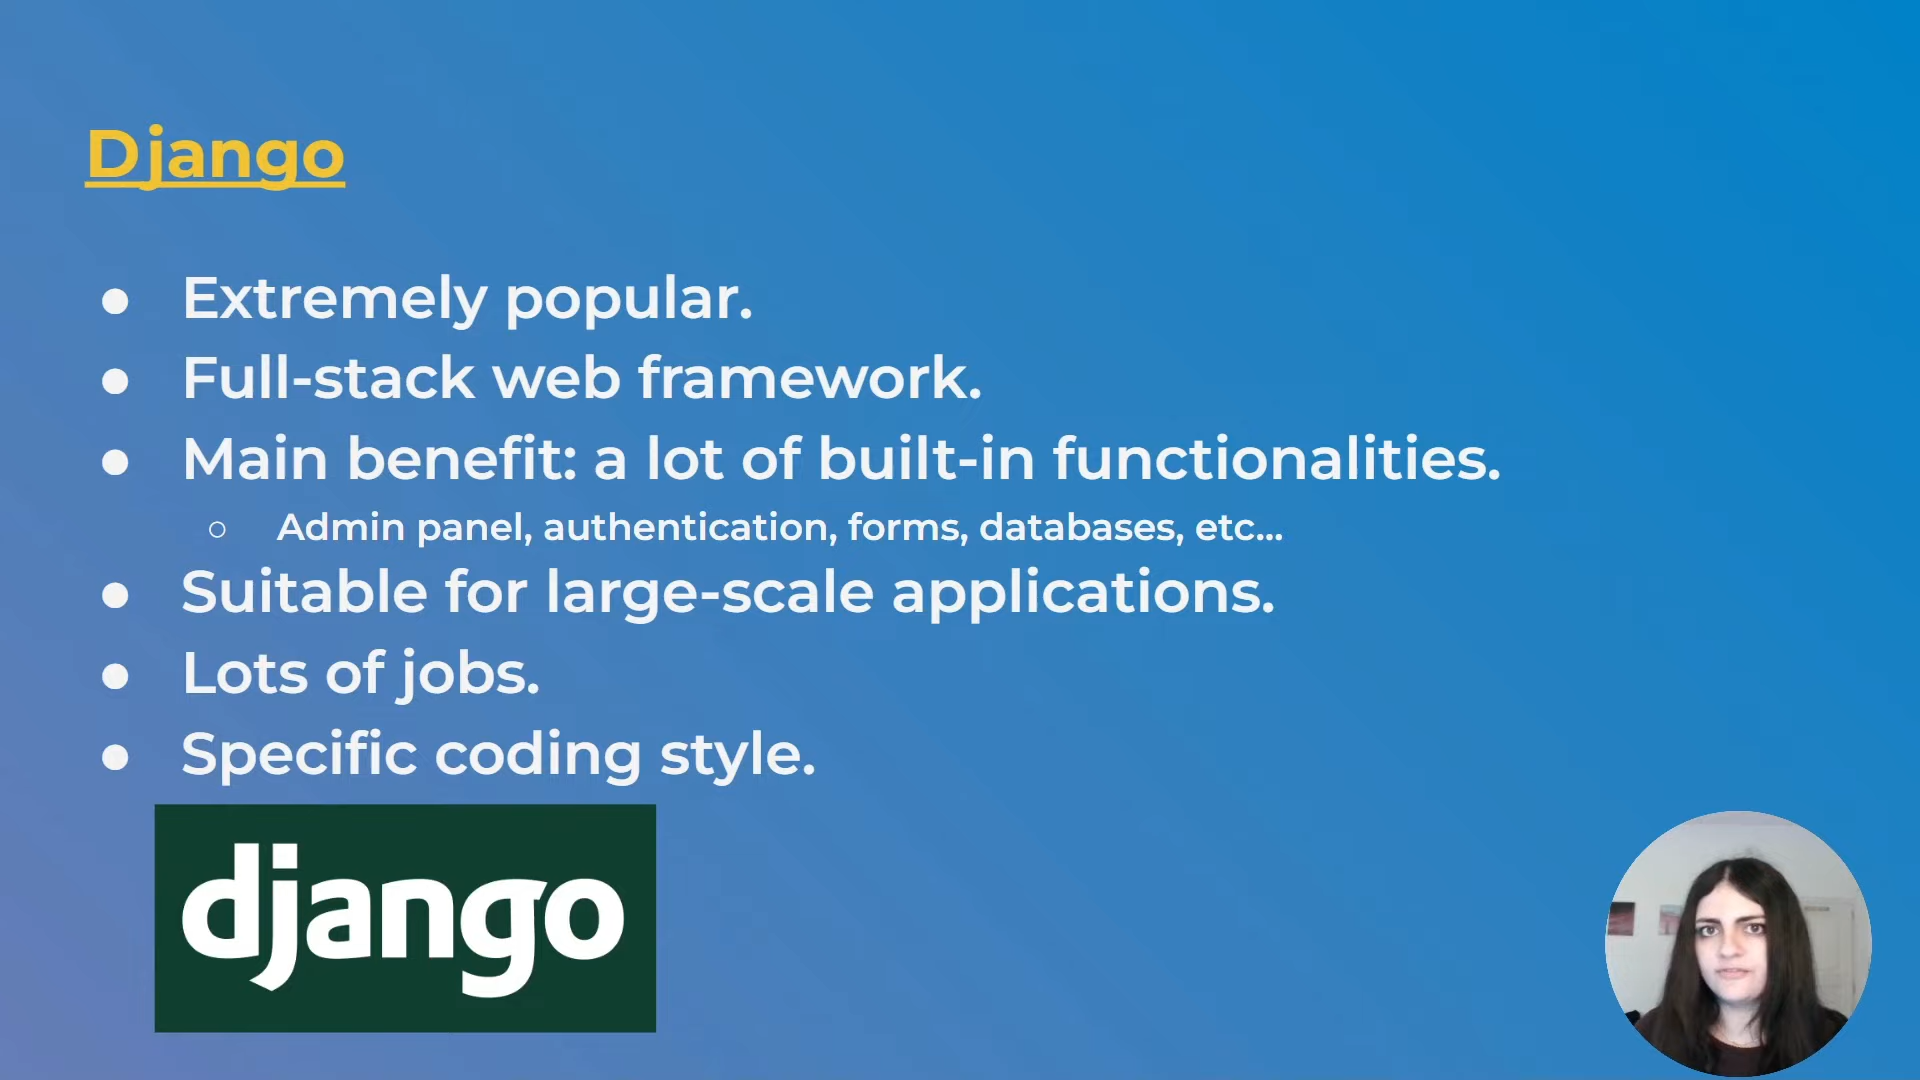 Django
● Extremely popular.
● Full-stack web framework.
● Main benefit: a lot of built-in functionalities.
○ Admin panel, authentication, forms, databases, etc...
● Suitable for large-scale applications.
● Lots of jobs.
● Specific coding style.
django